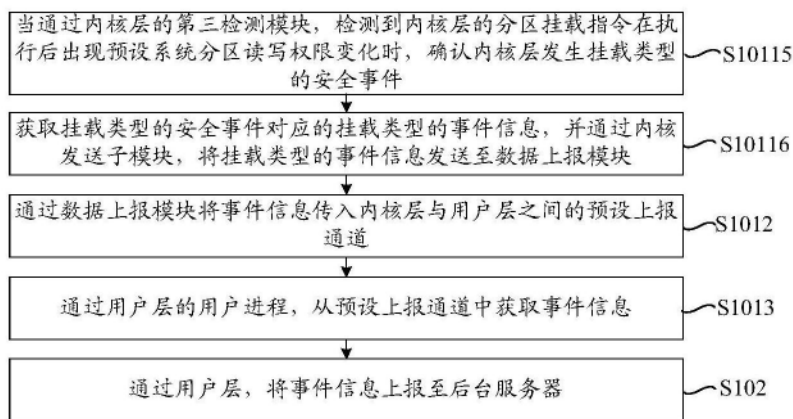 当通过内核层的第三检测模块，检测到内核层的分区挂载指令在执
行后出现预设系统分区读写权限变化时，确认内核层发生挂载类型
的安全事件
S10115
获取挂载类型的安全事件对应的挂载类型的事件信息，并通过内核
发送子模块，将挂载类型的事件信息发送至数据上报模块
S10116
通过数据上报模块将事件信息传入内核层与用户层之间的预设上报
通道
S1012
通过用户层的用户进程，从预设上报通道中获取事件信息
S1013
通过用户层，将事件信息上报至后台服务器
S102